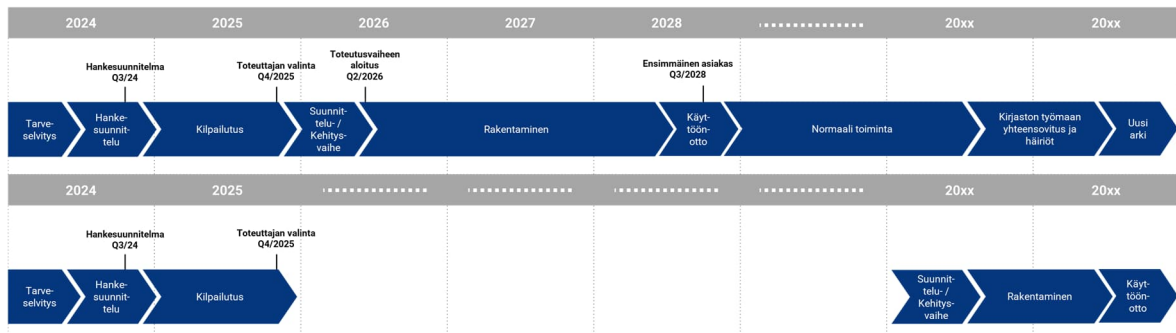 2024 2025 2026 2027 2028 20xx 20xx
Hankesuunnitelma
Q3/24
Toteuttajan valinta
Q4/2025
Toteutusvaiheen
aloitus
Q2/2026
Ensimmäinen asiakas
Q3/2028
Tarve-
selvitys
Hanke-
suunnit-
telu
Kilpailutus
Suunnit-
telu- /
Kehitys-
vaihe
Rakentaminen
Käyt-
töön-
otto
Normaali toiminta
Kirjaston työmaan
yhteensovitus ja
häiriöt
Uusi
arki
2024 2025 20xx 20xx
Hankesuunnitelma
Q3/24
Toteuttajan valinta
Q4/2025
Tarve-
selvitys
Hanke-
suunnit-
telu
Kilpailutus
Suunnit-
telu- /
Kehitys-
vaihe
Rakentaminen
Käyt-
töön-
otto